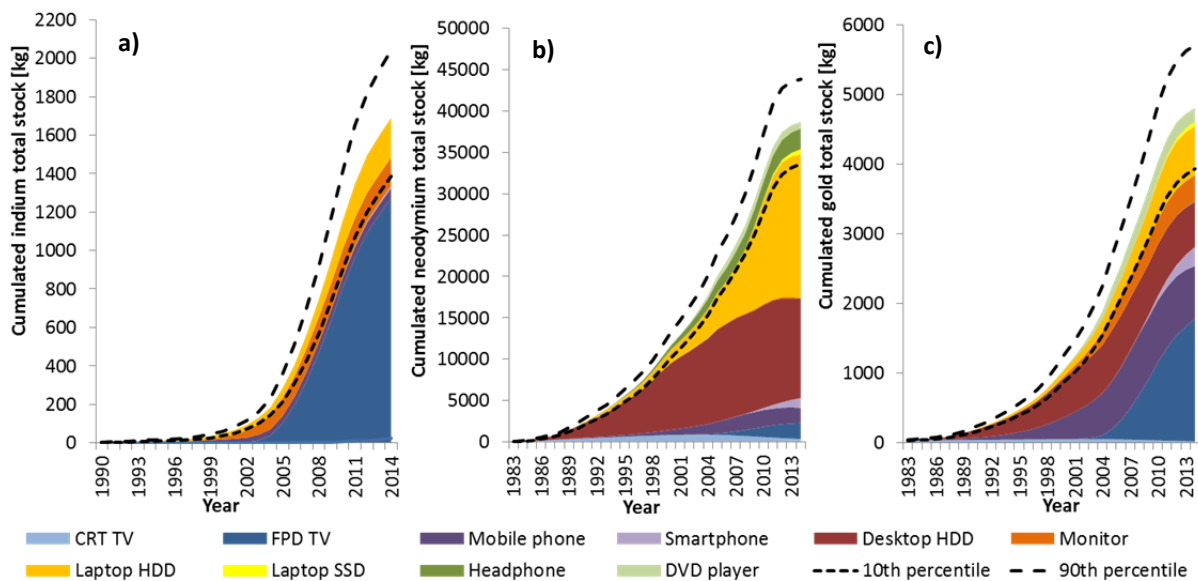 a)
Cumulated indium total stock [kg]
2200
2000
1800
1600
1400
1200
1000
800
600
400
200
0
1990 1993 1996 1999 2002 2005 2008 2011 2014
Year
b)
Cumulated neodymium total stock [kg]
50000
45000
40000
35000
30000
25000
20000
15000
10000
5000
0
1983 1986 1989 1992 1995 1998 2001 2004 2007 2010 2013
Year
c)
Cumulated gold total stock [kg]
6000
5000
4000
3000
2000
1000
0
1983 1986 1989 1992 1995 1998 2001 2004 2007 2010 2013
Year
CRT TV FPD TV Mobile phone Smartphone Desktop HDD Monitor
Laptop HDD Laptop SSD Headphone DVD player 10th percentile 90th percentile